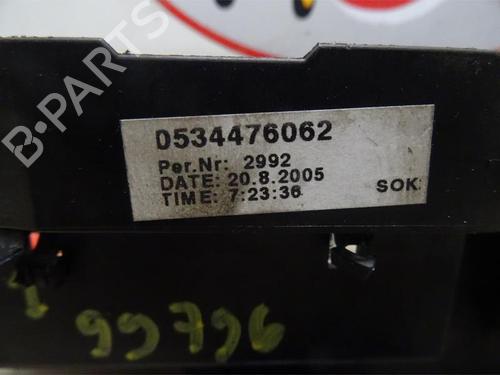 B-PARTS
0534476062
Per.Nr: 2992
DATE: 20.8.2005
TIME: 7:23:36
SOK
99796